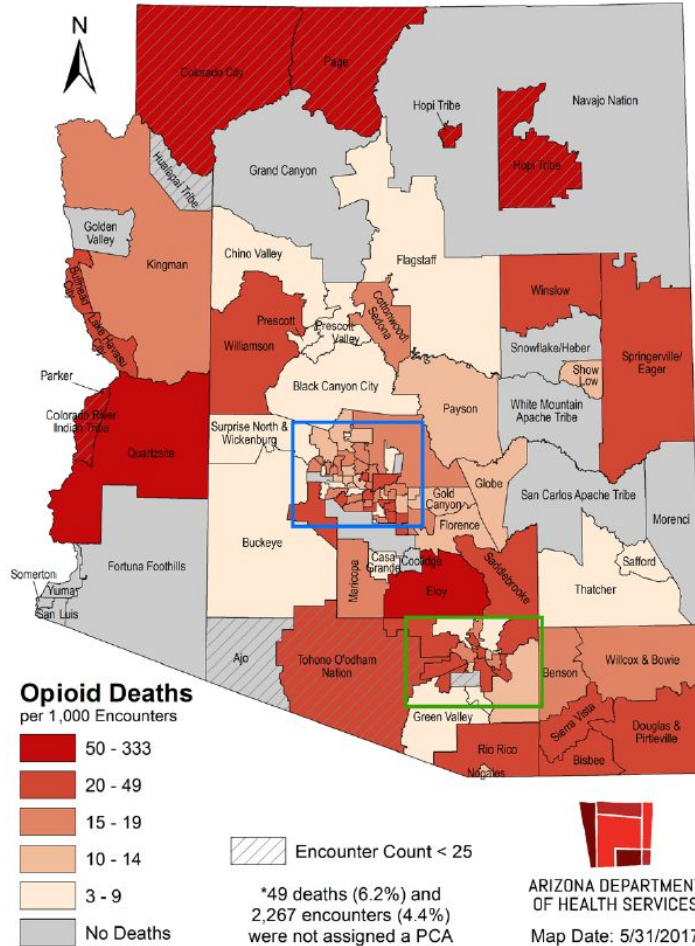 N
Colorado City
Page
Hopi Tribe
Navajo Nation
Hualapai Tribe
Grand Canyon
Hopi Tribe
Golden
Valley
Kingman
Chino Valley
Flagstaff
Bullhead
City
Lake Havasu
City
Prescott
Prescott
Valley
Cottonwood/
Sedona
Winslow
Williamson
Snowflake/Heber
Springerville/
Eager
Show
Low
Parker
Black Canyon City
Payson
White Mountain
Apache Tribe
Colorado River
Indian Tribe
Surprise North &
Wickenburg
Quartzsite
Gold
Canyon
Globe
San Carlos Apache Tribe
Morenci
Florence
Buckeye
Fortuna Foothills
Casa
Grande
Coolidge
Saddlebrooke
Safford
Somerton
Maricopa
Eloy
Thatcher
Yuma
San Luis
Ajo
Tohono O'odham
Nation
Benson
Willcox & Bowie
Green Valley
Sierra Vista
Douglas &
Pirtleville
Rio Rico
Bisbee
Nogales
Opioid Deaths
per 1,000 Encounters
50 - 333
20 - 49
15 - 19
10 - 14
3 - 9
No Deaths
Encounter Count < 25
*49 deaths (6.2%) and
2,267 encounters (4.4%)
were not assigned a PCA
ARIZONA DEPARTMENT
OF HEALTH SERVICES
Map Date: 5/31/2017